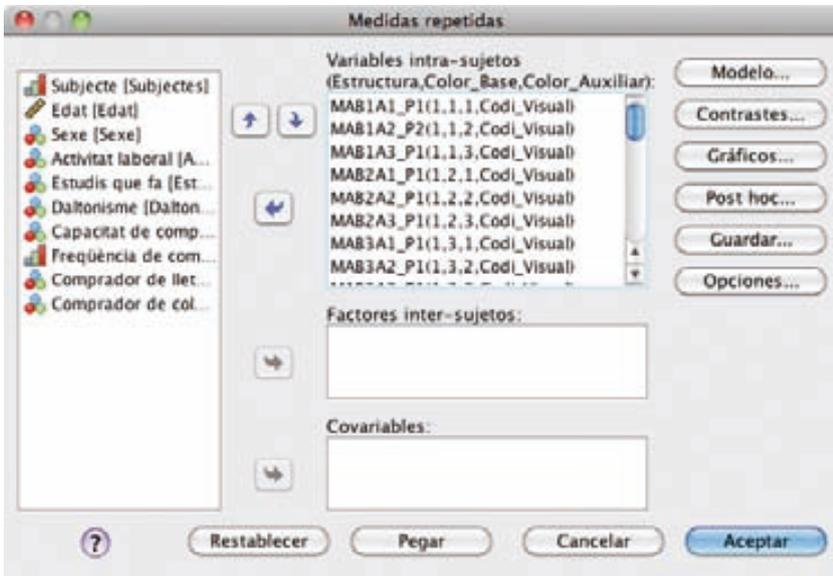 Medidas repetidas
Subjecte [Subjectes]
Edat [Edat]
Sexe [Sexe]
Activitat laboral [A...
Estudis que fa [Est...
Daltonisme [Dalton...
Capacitat de comp...
Freqüència de com...
Comprador de llet...
Comprador de col...
Variables intra-sujetos
(Estructura,Color_Base,Color_Auxiliar):
MAB1A1_P1(1,1,1,Codi_Visual)
MAB1A2_P2(1,1,2,Codi_Visual)
MAB1A3_P1(1,1,3,Codi_Visual)
MAB2A1_P1(1,2,1,Codi_Visual)
MAB2A2_P1(1,2,2,Codi_Visual)
MAB2A3_P1(1,2,3,Codi_Visual)
MAB3A1_P1(1,3,1,Codi_Visual)
MAB3A2_P1(1,3,2,Codi_Visual)
Factores inter-sujetos:
Covariables:
Modelo...
Contrastes...
Gráficos...
Post hoc...
Guardar...
Opciones...
?
Restablecer
Pegar
Cancelar
Aceptar